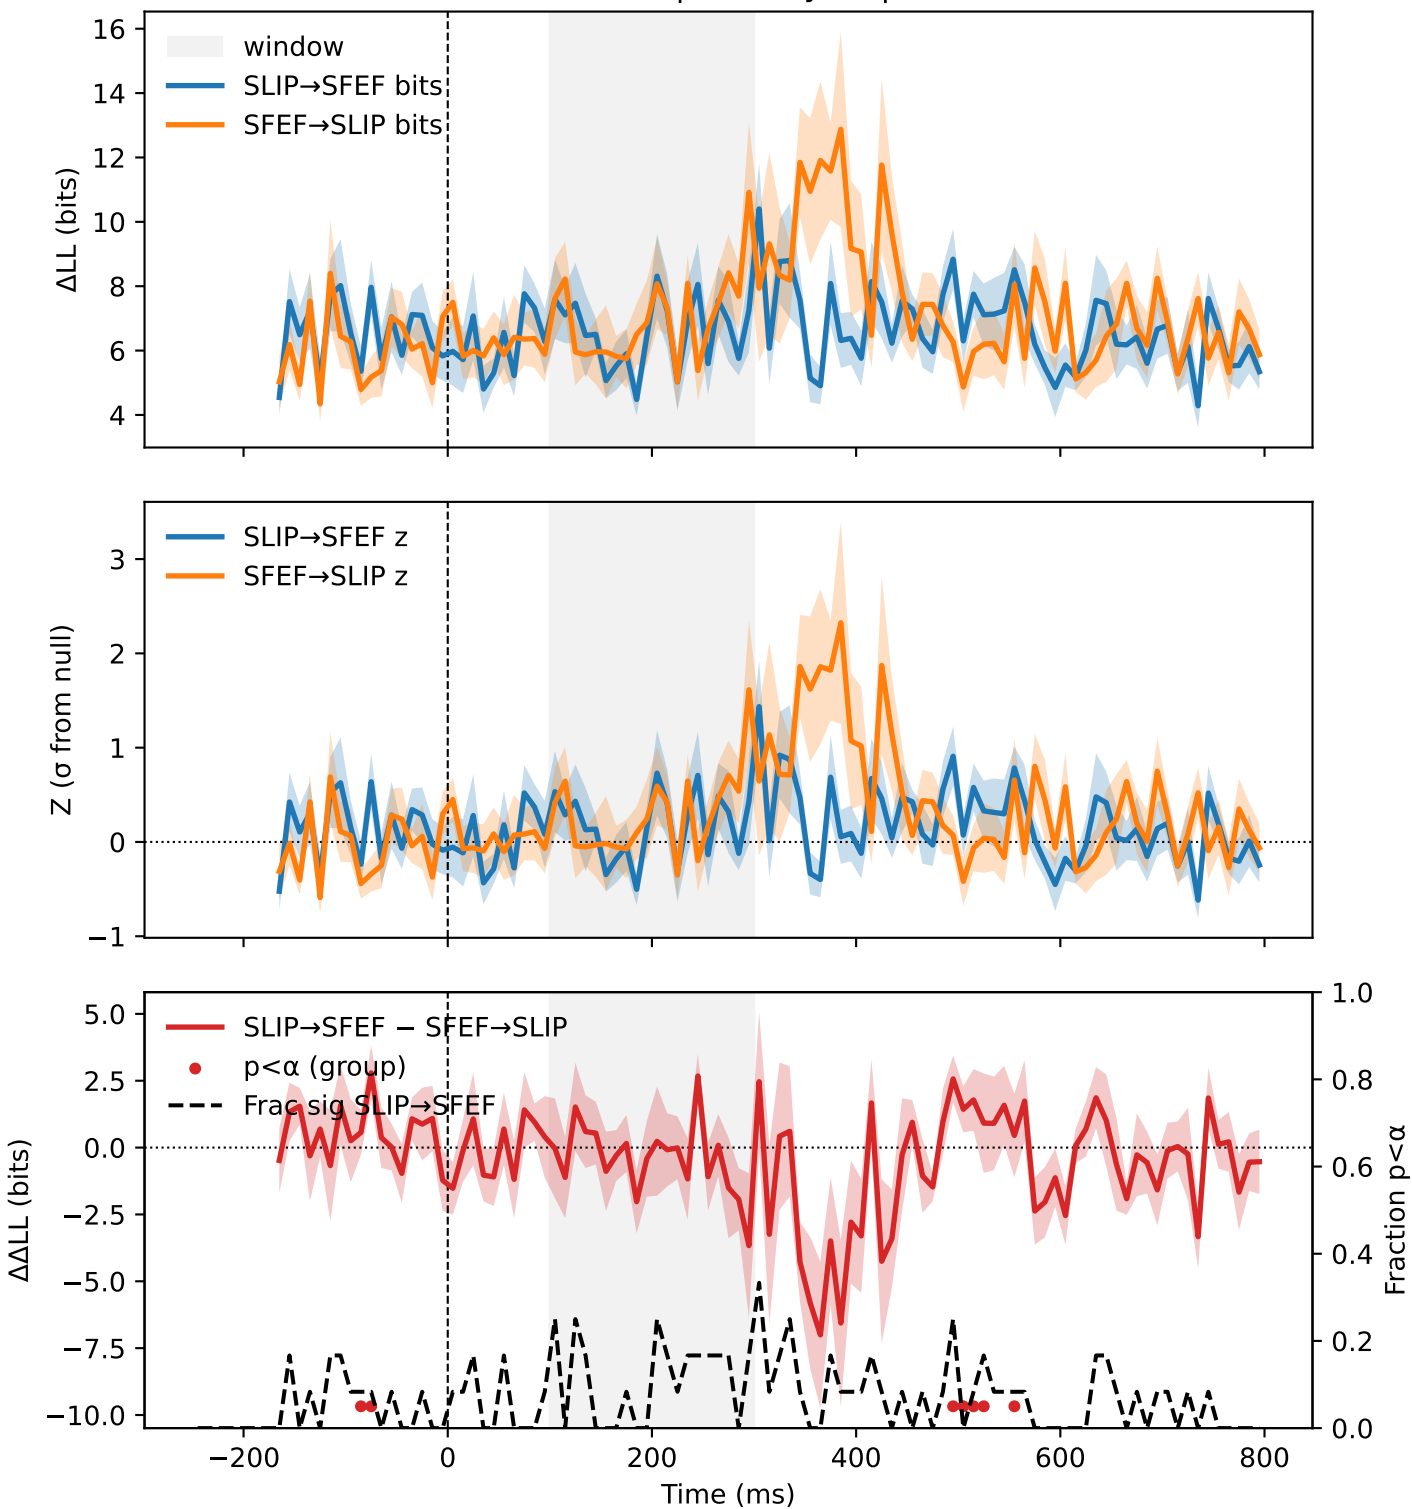 16
14
12
10
8
6
4
ΔLL (bits)
window
SLIP→SFEF bits
SFEF→SLIP bits
3
2
1
0
−1
Z (σ from null)
SLIP→SFEF z
SFEF→SLIP z
5.0
2.5
0.0
−2.5
−5.0
−7.5
−10.0
ΔΔLL (bits)
SLIP→SFEF − SFEF→SLIP
p<α (group)
Frac sig SLIP→SFEF
1.0
0.8
0.6
0.4
0.2
0.0
Fraction p<α
−200
0
200
400
600
800
Time (ms)